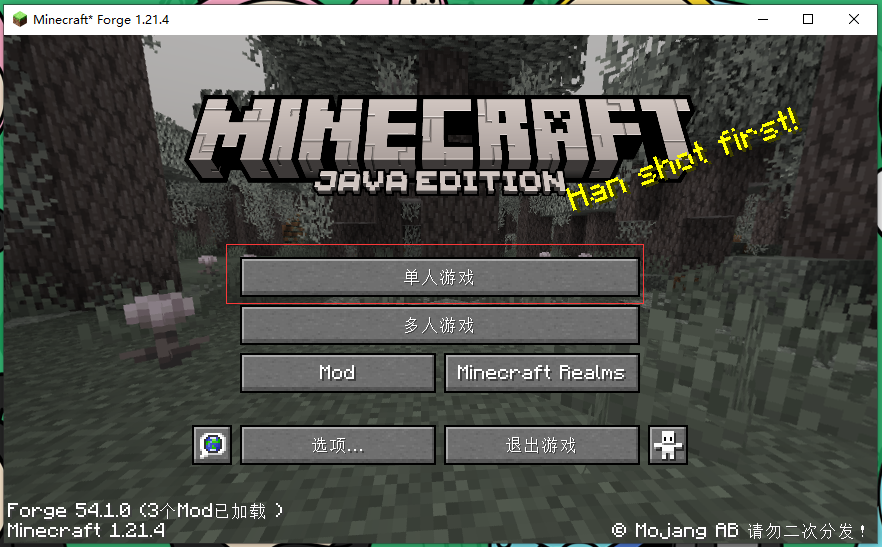 Minecraft* Forge 1.21.4
MINECRAFT
JAVA EDITION
Han shot first!
单人游戏
多人游戏
Mod
Minecraft Realms
选项...
退出游戏
Forge 54.1.0 (3个Mod已加载 )
Minecraft 1.21.4
© Mojang AB 请勿二次分发!